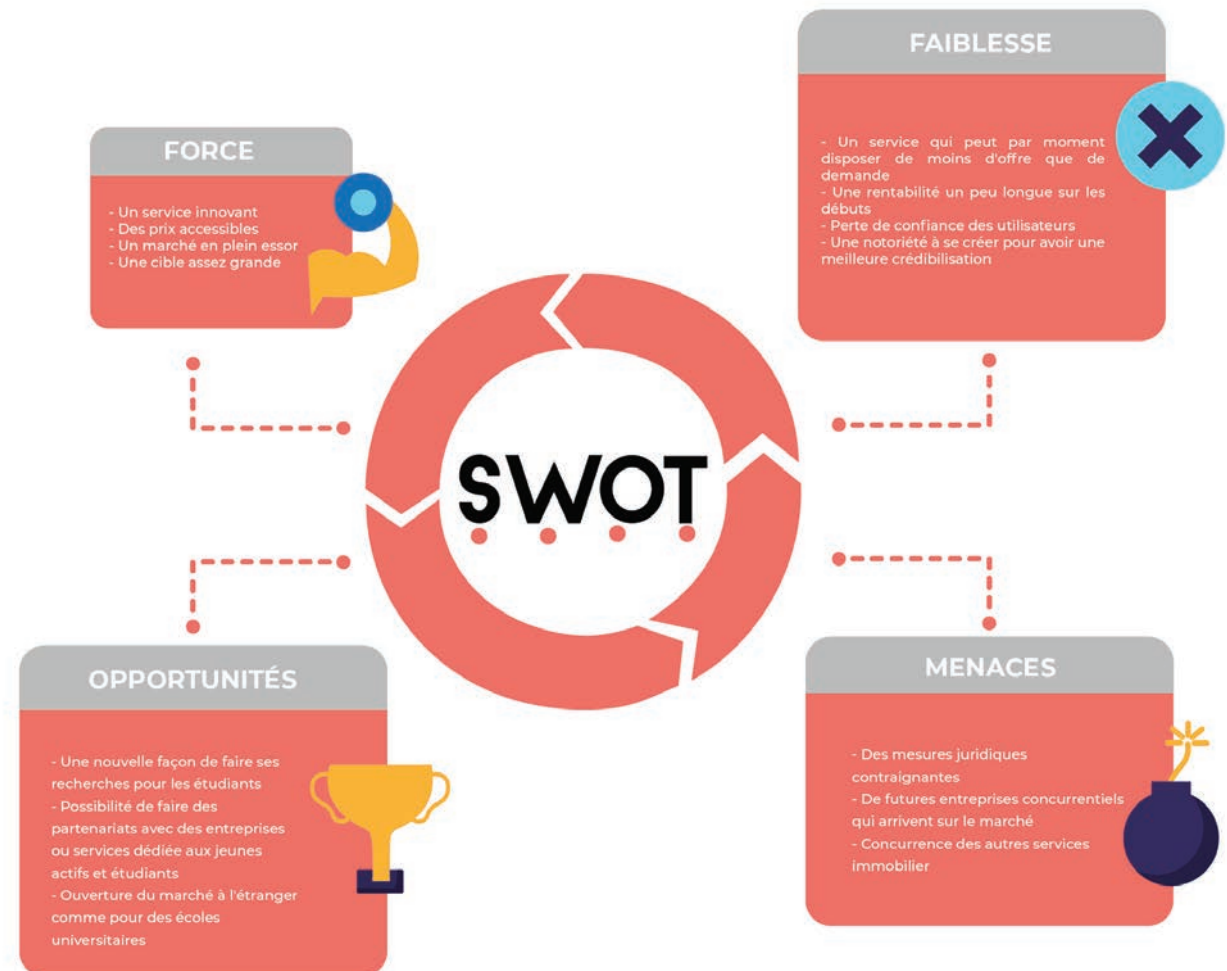 FORCE
- Un service innovant
- Des prix accessibles
- Un marché en plein essor
- Une cible assez grande
FAIBLESSE
- Un service qui peut par moment
disposer de moins d'offre que de
demande
- Une rentabilité un peu longue sur les
débuts
- Perte de confiance des utilisateurs
- Une notoriété à se créer pour avoir une
meilleure crédibilisation
SWOT
OPPORTUNITÉS
- Une nouvelle façon de faire ses
recherches pour les étudiants
- Possibilité de faire des
partenariats avec des entreprises
ou services dédiée aux jeunes
actifs et étudiants
- Ouverture du marché à l'étranger
comme pour des écoles
universitaires
MENACES
- Des mesures juridiques
contraignantes
- De futures entreprises concurrentiels
qui arrivent sur le marché
- Concurrence des autres services
immobilier